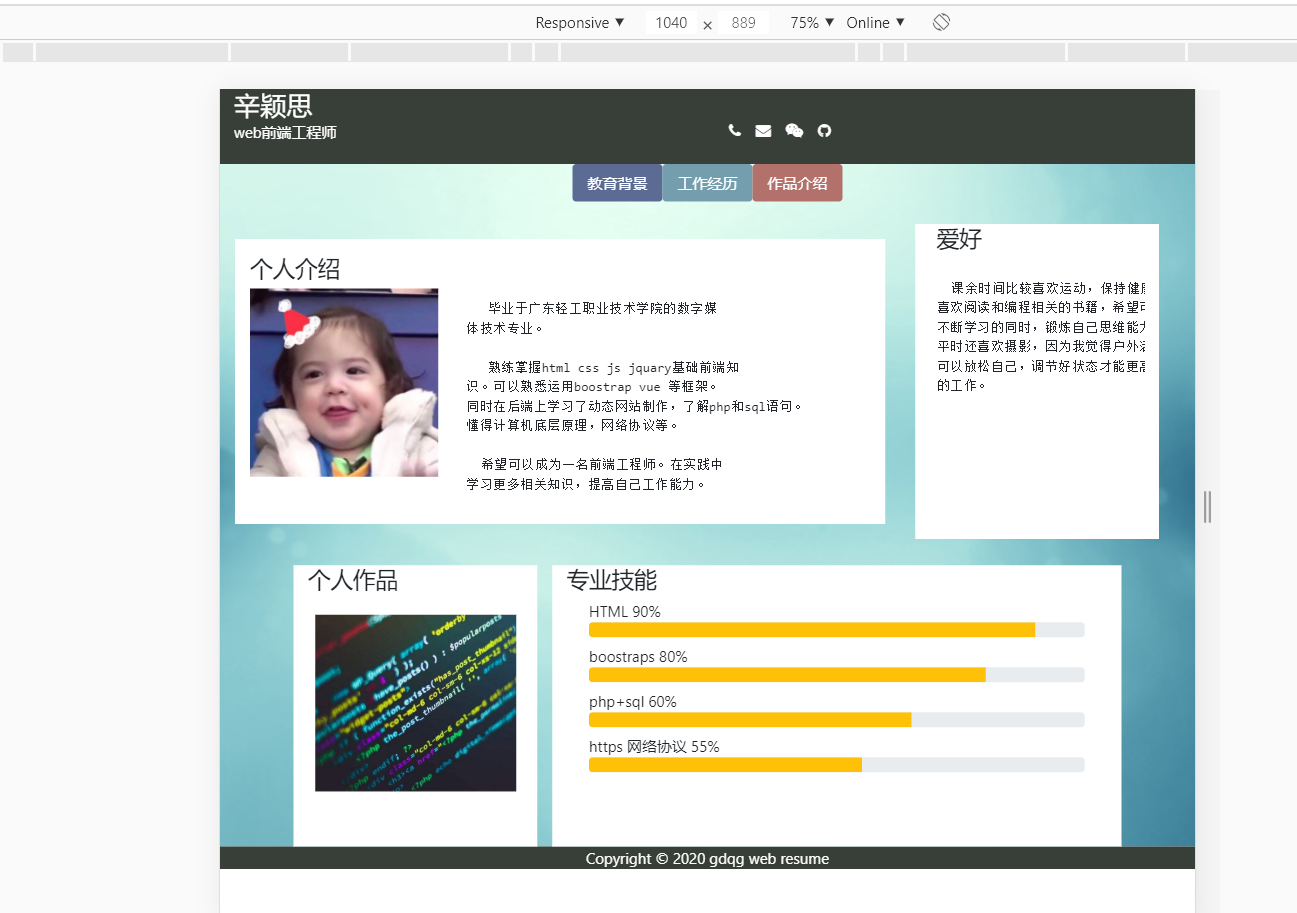 Responsive ▼ 1040 × 889 75% ▼ Online ▼
辛颖思
web前端工程师
教育背景 工作经历 作品介绍
个人介绍
毕业于广东轻工职业技术学院的数字媒
体技术专业。
熟练掌握html css js jquary基础前端知
识。可以熟悉运用boostrap vue 等框架。
同时在后端上学习了动态网站制作，了解php和sql语句。
懂得计算机底层原理，网络协议等。
希望可以成为一名前端工程师。在实践中
学习更多相关知识，提高自己工作能力。
爱好
课余时间比较喜欢运动，保持健
喜欢阅读和编程相关的书籍，希望
不断学习的同时，锻炼自己思维能
平时还喜欢摄影，因为我觉得户外
可以放松自己，调节好状态才能更
的工作。
个人作品
专业技能
HTML 90%
boostraps 80%
php+sql 60%
https 网络协议 55%
Copyright © 2020 gdqg web resume